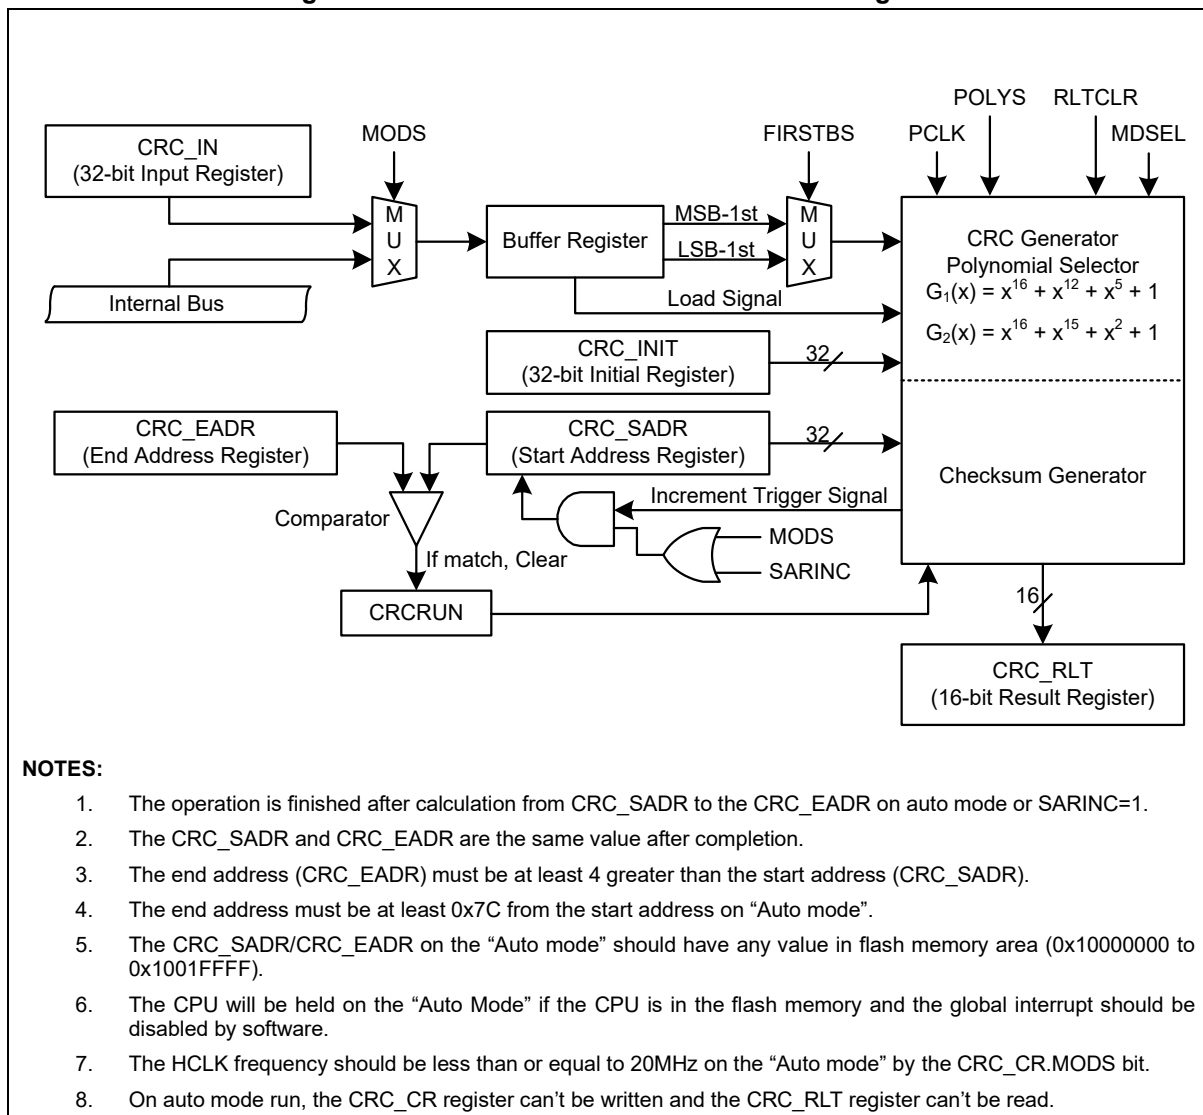 POLYS RLTCLR
MODS FIRSTBS PCLK MDSEL
CRC_IN
(32-bit Input Register)
M
U
X
Internal Bus
Buffer Register
MSB-1st
LSB-1st
Load Signal
M
U
X
CRC Generator
Polynomial Selector
G₁(x) = x¹⁶ + x¹² + x⁵ + 1
G₂(x) = x¹⁶ + x¹⁵ + x² + 1
CRC_INIT
(32-bit Initial Register)
32
CRC_EADR
(End Address Register)
CRC_SADR
(Start Address Register)
32
Checksum Generator
Increment Trigger Signal
Comparator
MODS
SARINC
If match, Clear
CRCRUN
16
CRC_RLT
(16-bit Result Register)
NOTES:
1. The operation is finished after calculation from CRC_SADR to the CRC_EADR on auto mode or SARINC=1.
2. The CRC_SADR and CRC_EADR are the same value after completion.
3. The end address (CRC_EADR) must be at least 4 greater than the start address (CRC_SADR).
4. The end address must be at least 0x7C from the start address on “Auto mode”.
5. The CRC_SADR/CRC_EADR on the “Auto mode” should have any value in flash memory area (0x10000000 to
0x1001FFFF).
6. The CPU will be held on the “Auto Mode” if the CPU is in the flash memory and the global interrupt should be
disabled by software.
7. The HCLK frequency should be less than or equal to 20MHz on the “Auto mode” by the CRC_CR.MODS bit.
8. On auto mode run, the CRC_CR register can’t be written and the CRC_RLT register can’t be read.